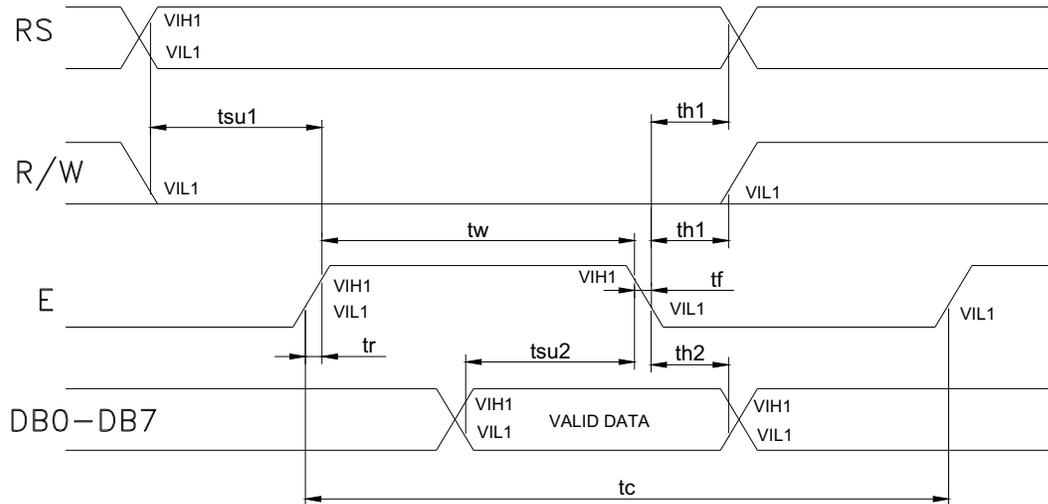 RS
VIH1
VIL1
tsu1
th1
R/W
VIL1
VIL1
tw
th1
E
VIH1
VIL1
VIH1
tf
VIL1
VIL1
tr
tsu2
th2
DB0-DB7
VIH1
VIL1
VALID DATA
VIH1
VIL1
tc